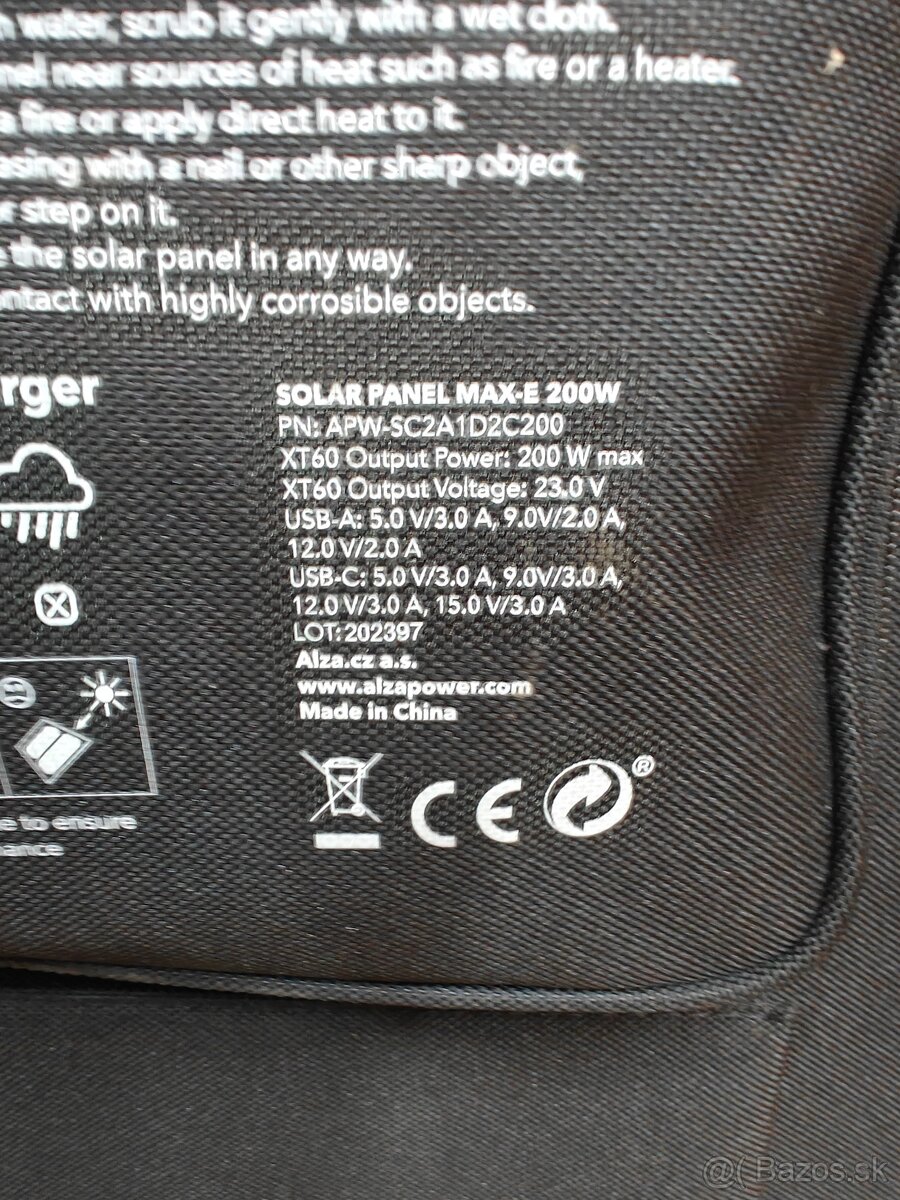 water, scrub it gently with a wet cloth.
near sources of heat such as fire or a heater.
a fire or apply direct heat to it.
with a nail or other sharp object,
step on it.
the solar panel in any way.
contact with highly corrosible objects.
rger
SOLAR PANEL MAX-E 200W
PN: APW-SC2A1D2C200
XT60 Output Power: 200 W max
XT60 Output Voltage: 23.0 V
USB-A: 5.0 V/3.0 A, 9.0V/2.0 A,
12.0 V/2.0 A
USB-C: 5.0 V/3.0 A, 9.0V/3.0 A,
12.0 V/3.0 A, 15.0 V/3.0 A
LOT: 202397
Alza.cz a.s.
www.alzapower.com
Made in China
CE
®
e to ensure
ance
@( Bazos.sk